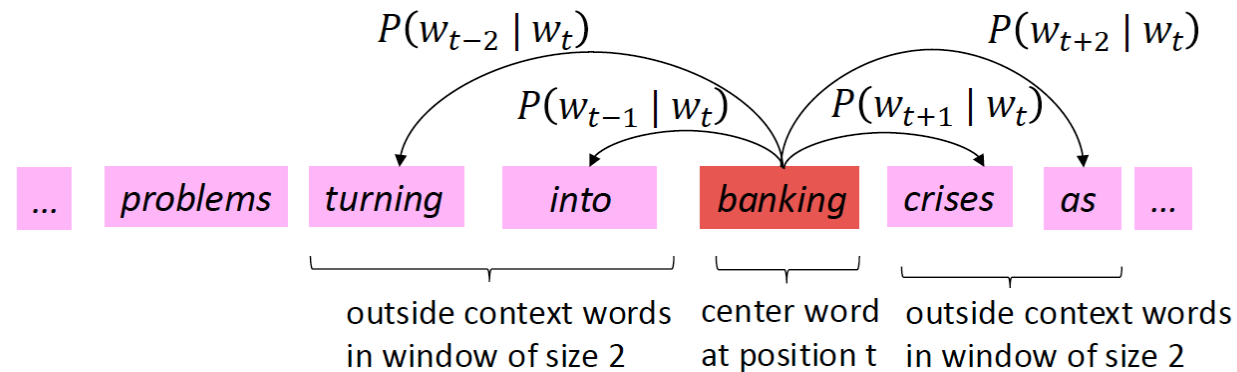 P(w_{t−2} | w_t) P(w_{t+2} | w_t)
P(w_{t−1} | w_t) P(w_{t+1} | w_t)
... problems turning into banking crises as ...
outside context words center word outside context words
in window of size 2 at position t in window of size 2